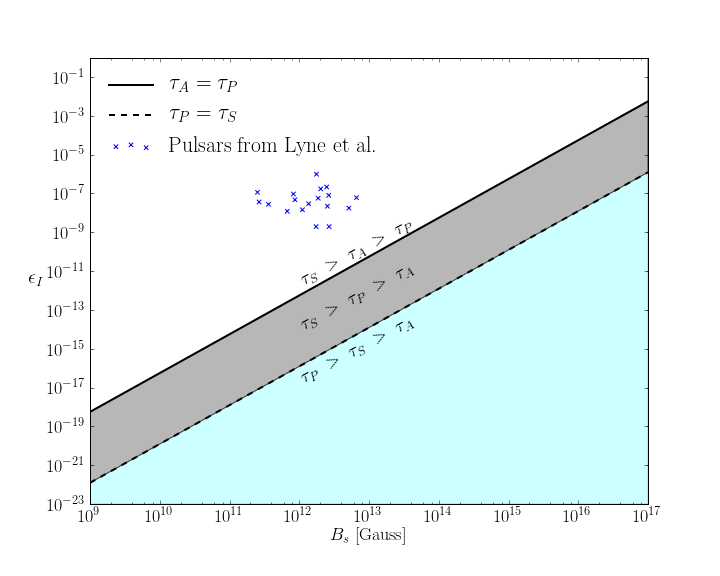 τ_A = τ_P
τ_P = τ_S
Pulsars from Lyne et al.
10^{-1}
10^{-3}
10^{-5}
10^{-7}
10^{-9}
10^{-11}
10^{-13}
10^{-15}
10^{-17}
10^{-19}
10^{-21}
10^{-23}
ϵ_I
τ_S > τ_A > τ_P
τ_S > τ_P > τ_A
τ_P > τ_S > τ_A
10^9 10^{10} 10^{11} 10^{12} 10^{13} 10^{14} 10^{15} 10^{16} 10^{17}
B_s [Gauss]